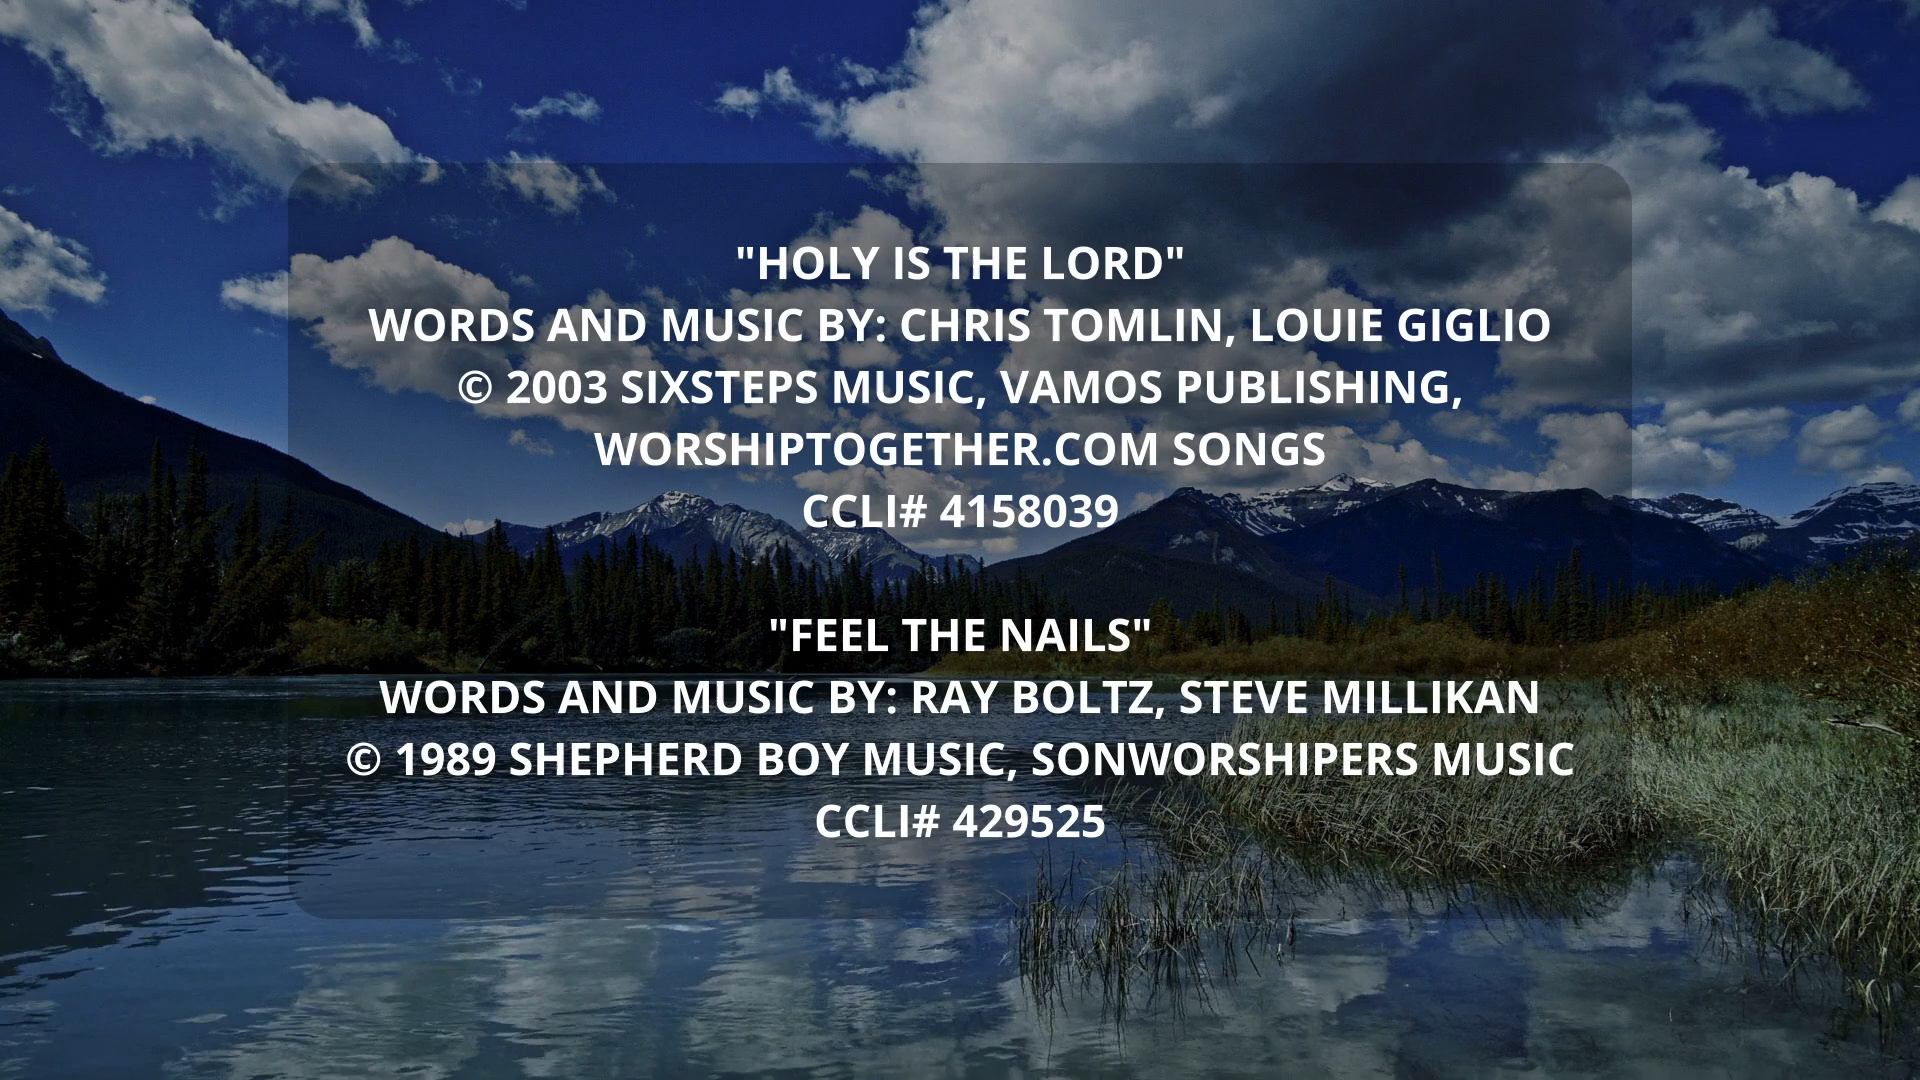 "HOLY IS THE LORD"
WORDS AND MUSIC BY: CHRIS TOMLIN, LOUIE GIGLIO
© 2003 SIXSTEPS MUSIC, VAMOS PUBLISHING,
WORSHIPTOGETHER.COM SONGS
CCLI# 4158039
"FEEL THE NAILS"
WORDS AND MUSIC BY: RAY BOLTZ, STEVE MILLIKAN
© 1989 SHEPHERD BOY MUSIC, SONWORSHIPERS MUSIC
CCLI# 429525